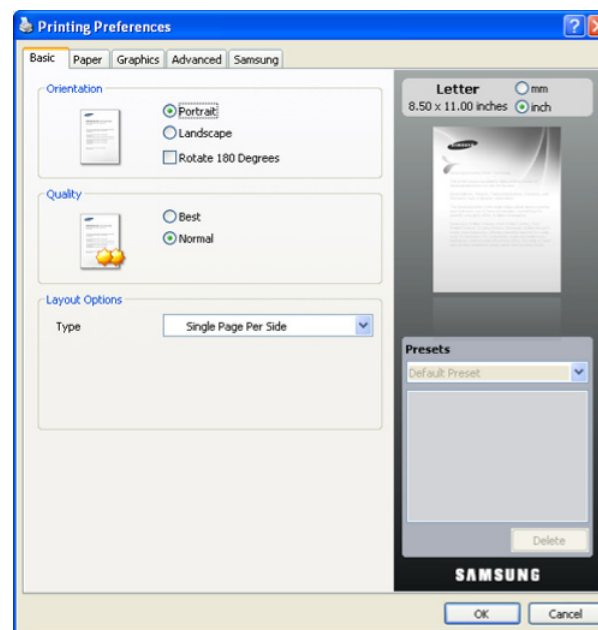 Printing Preferences
Basic Paper Graphics Advanced Samsung
Orientation
Portrait
Landscape
Rotate 180 Degrees
Quality
Best
Normal
Layout Options
Type Single Page Per Side
Letter mm
8.50 x 11.00 inches inch
SAMSUNG
Presets
Default Preset
Delete
SAMSUNG
OK Cancel